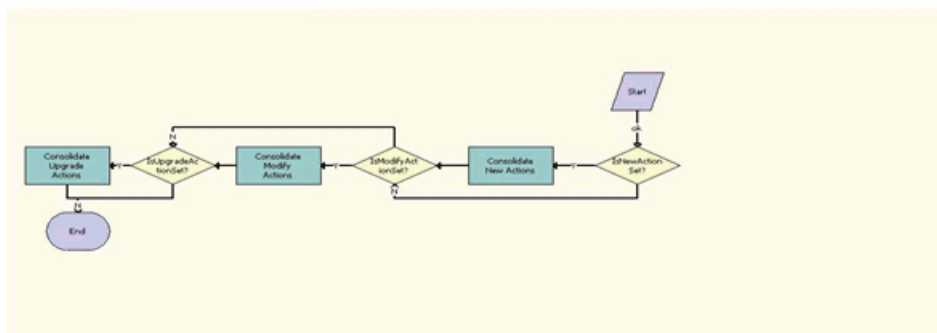 Start
ok
IsNewAction
Set?
Y
N
Consolidate
New Actions
IsModifyAct
ionSet?
Y
N
Consolidate
Modify
Actions
IsUpgradeAc
tionSet?
Y
N
Consolidate
Upgrade
Actions
End